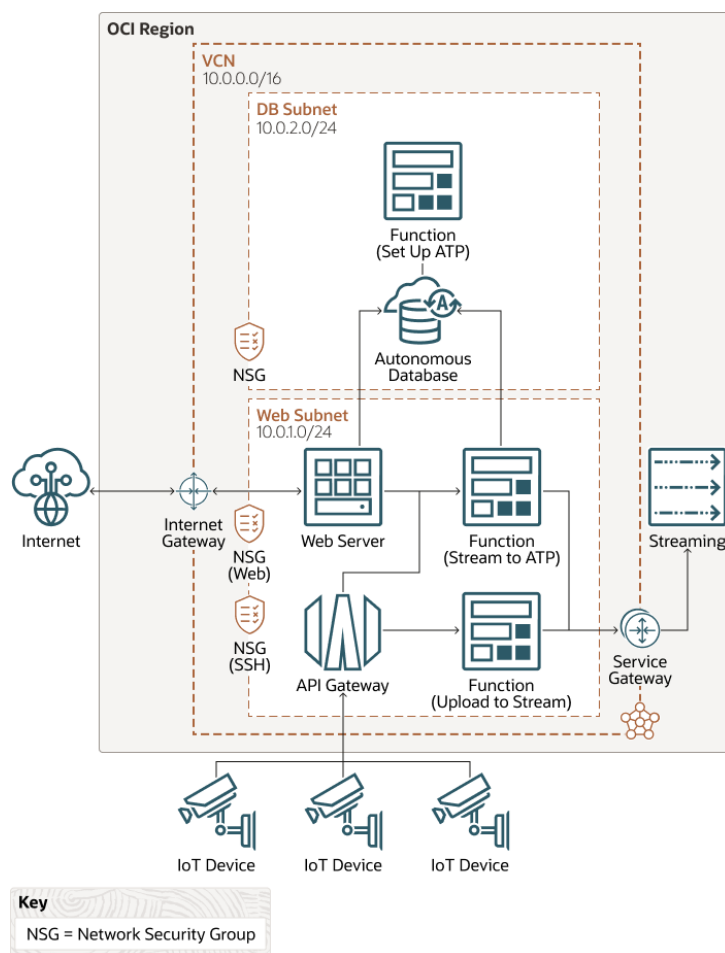 OCI Region
VCN
10.0.0.0/16
DB Subnet
10.0.2.0/24
Function
(Set Up ATP)
A
Autonomous
Database
NSG
Web Subnet
10.0.1.0/24
Internet
Internet
Gateway
NSG
(Web)
Web Server
Function
(Stream to ATP)
Streaming
NSG
(SSH)
API Gateway
Function
(Upload to Stream)
Service
Gateway
IoT Device
IoT Device
IoT Device
Key
NSG = Network Security Group